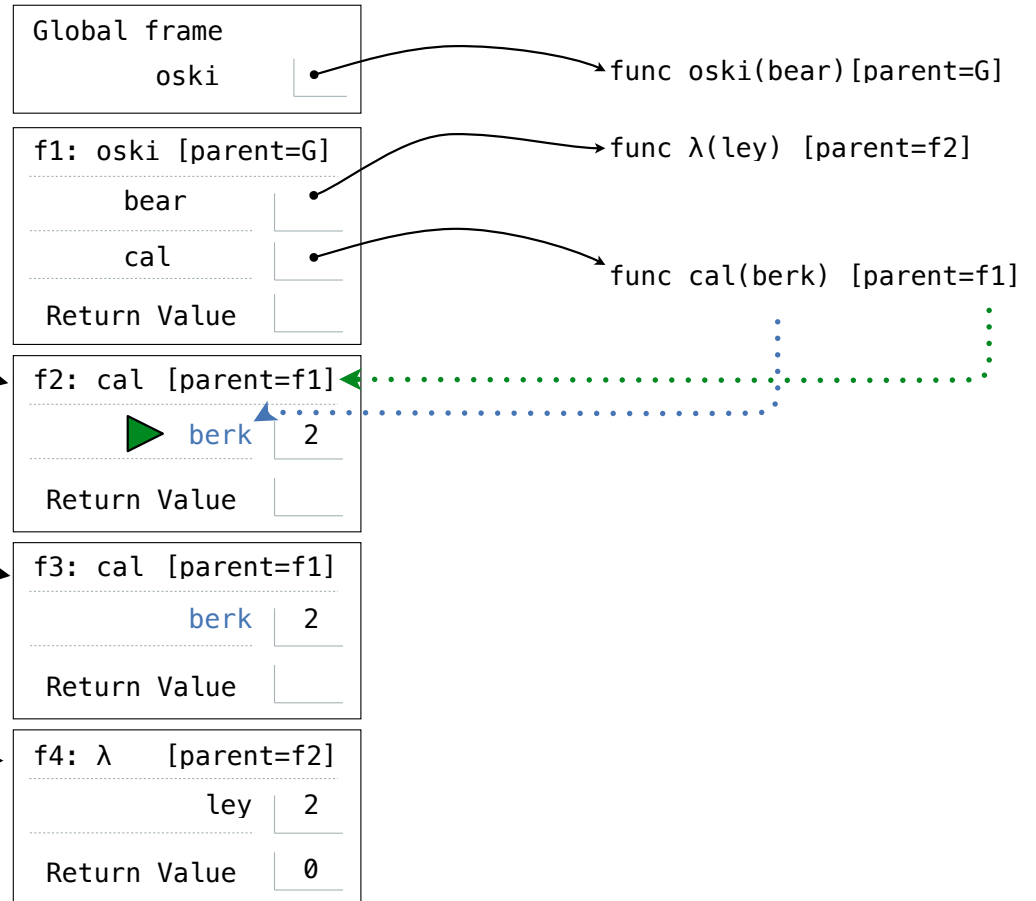 Global frame
oski
func oski(bear)[parent=G]
f1: oski [parent=G]
func λ(ley) [parent=f2]
bear
cal
func cal(berk) [parent=f1]
Return Value
f2: cal [parent=f1]
berk 2
Return Value
f3: cal [parent=f1]
berk 2
Return Value
f4: λ [parent=f2]
ley 2
Return Value 0